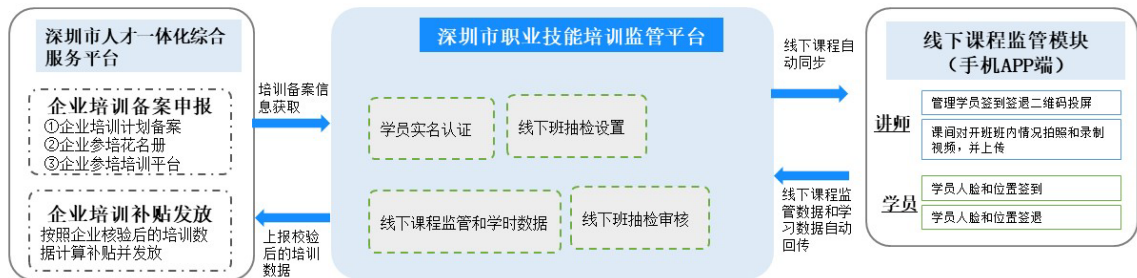 深圳市人才一体化综合
服务平台
企业培训备案申报
①企业培训计划备案
②企业参培花名册
③企业参培培训平台
企业培训补贴发放
按照企业核验后的培训数
据计算补贴并发放
培训备案信
息获取
上报校验
后的培训
数据
深圳市职业技能培训监管平台
学员实名认证
线下班抽检设置
线下课程监管和学时数据
线下班抽检审核
线下课程自
动同步
线下课程监
管数据和学
习数据自动
回传
线下课程监管模块
（手机APP端）
讲师
管理学员签到签退二维码投屏
课间对开班班内情况拍照和录制
视频，并上传
学员
学员人脸和位置签到
学员人脸和位置签退